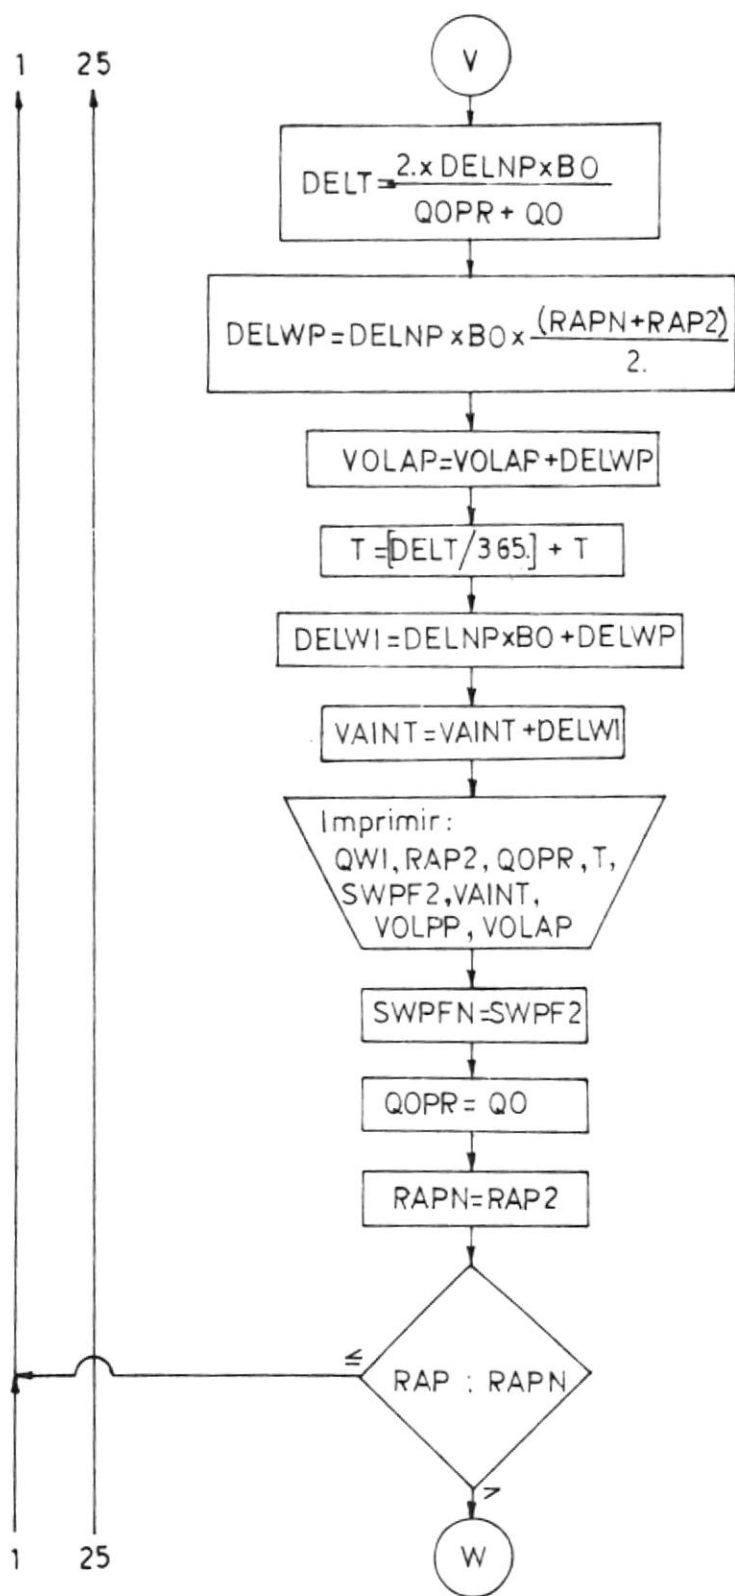 1 25
V
DELT = 2. x DELNP x BO
QOPR + QO
DELWP = DELNP x BO x (RAPN + RAP2)
2.
VOLAP = VOLAP + DELWP
T = [DELT/365.] + T
DELWI = DELNP x BO + DELWP
VAINT = VAINT + DELWI
Imprimir :
QWI, RAP2, QOPR, T,
SWPF2, VAINT,
VOLPP, VOLAP
SWPFN = SWPF2
QOPR = QO
RAPN = RAP2
≤
RAP : RAPN
>
1 25
W